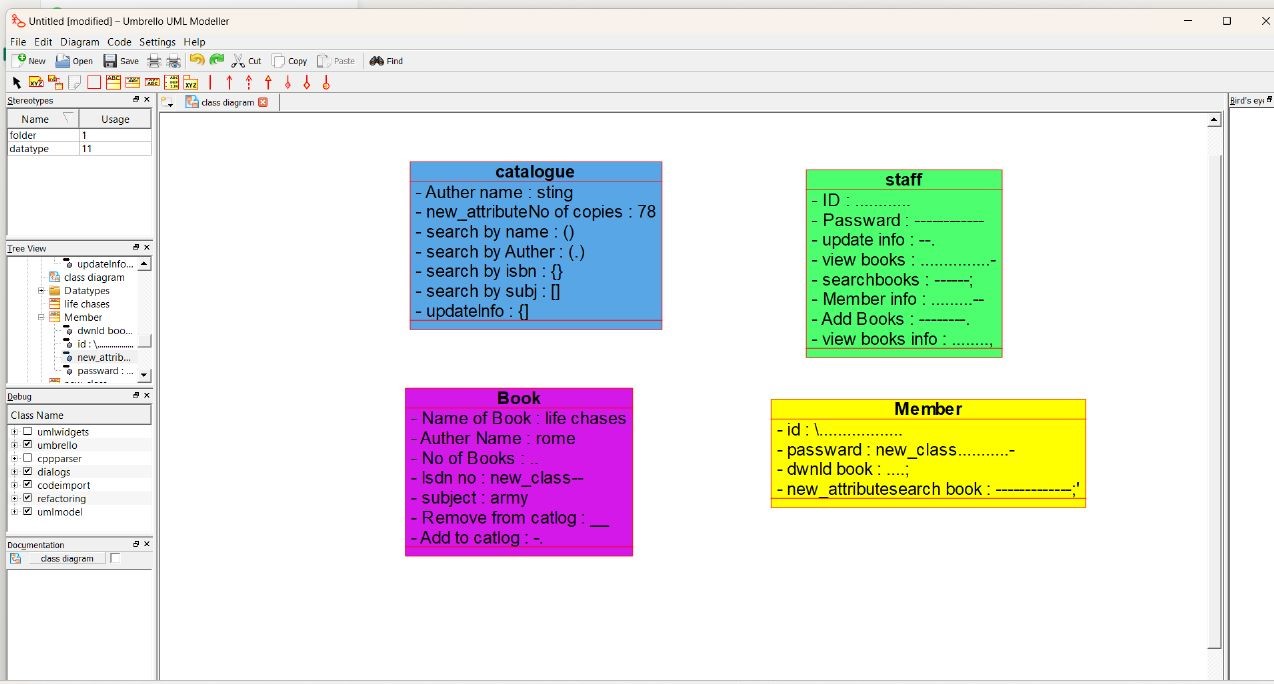 Untitled [modified] – Umbrello UML Modeller
File Edit Diagram Code Settings Help
New Open Save Cut Copy Paste Find
Stereotypes
Name Usage
folder 1
datatype 11
Tree View
updateInfo...
class diagram
Datatypes
life chases
Member
dwnld boo...
id : \..................
new_attrib...
passward : ...
new_class
Debug
Class Name
umlwidgets
umbrello
cppparser
dialogs
codeimport
refactoring
umlmodel
Documentation
class diagram
class diagram
Bird's eye
catalogue
- Auther name : sting
- new_attributeNo of copies : 78
- search by name : ()
- search by Auther : (.)
- search by isbn : {}
- search by subj : []
- updateInfo : {]
staff
- ID : ............
- Passward : -------------
- update info : --.
- view books : ...............-
- searchbooks : ------;
- Member info : .........--
- Add Books : --------.
- view books info : ........,
Book
- Name of Book : life chases
- Auther Name : rome
- No of Books : ..
- Isdn no : new_class--
- subject : army
- Remove from catlog : __
- Add to catlog : -.
Member
- id : \..................
- passward : new_class...........-
- dwnld book : ....;
- new_attributesearch book : --------------;'